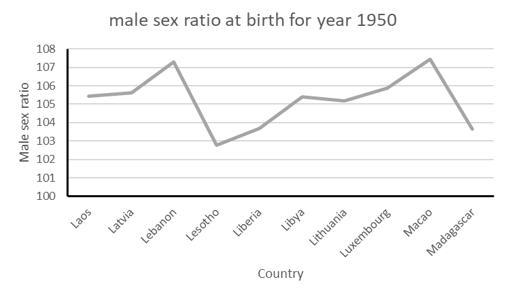 male sex ratio at birth for year 1950
Male sex ratio
108
107
106
105
104
103
102
101
100
Laos
Latvia
Lebanon
Lesotho
Liberia
Libya
Lithuania
Luxembourg
Macao
Madagascar
Country